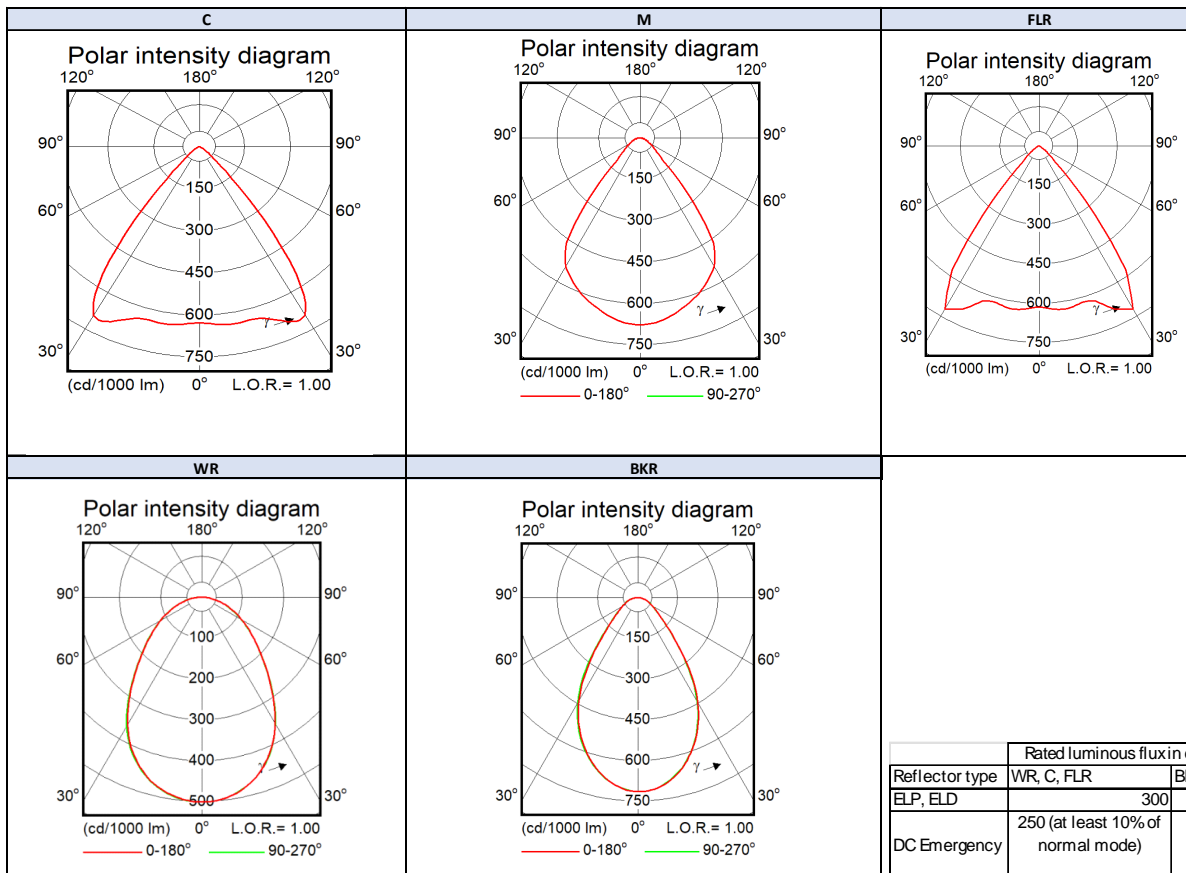 C
Polar intensity diagram
120° 180° 120°
90° 90°
150
60° 60°
300
450
600
γ
30° 750 30°
(cd/1000 lm) 0° L.O.R.= 1.00
M
Polar intensity diagram
120° 180° 120°
90° 90°
150
60° 60°
300
450
600
γ
30° 750 30°
(cd/1000 lm) 0° L.O.R.= 1.00
0-180° 90-270°
FLR
Polar intensity diagram
120° 180° 120°
90° 90°
150
60° 60°
300
450
600
γ
30° 750 30°
(cd/1000 lm) 0° L.O.R.= 1.00
WR
Polar intensity diagram
120° 180° 120°
90° 90°
100
60° 60°
200
300
400
γ
30° 500 30°
(cd/1000 lm) 0° L.O.R.= 1.00
0-180° 90-270°
BKR
Polar intensity diagram
120° 180° 120°
90° 90°
150
60° 60°
300
450
600
γ
30° 750 30°
(cd/1000 lm) 0° L.O.R.= 1.00
0-180° 90-270°
Rated luminous flux in
Reflector type WR, C, FLR
ELP, ELD 300
DC Emergency 250 (at least 10% of
normal mode)